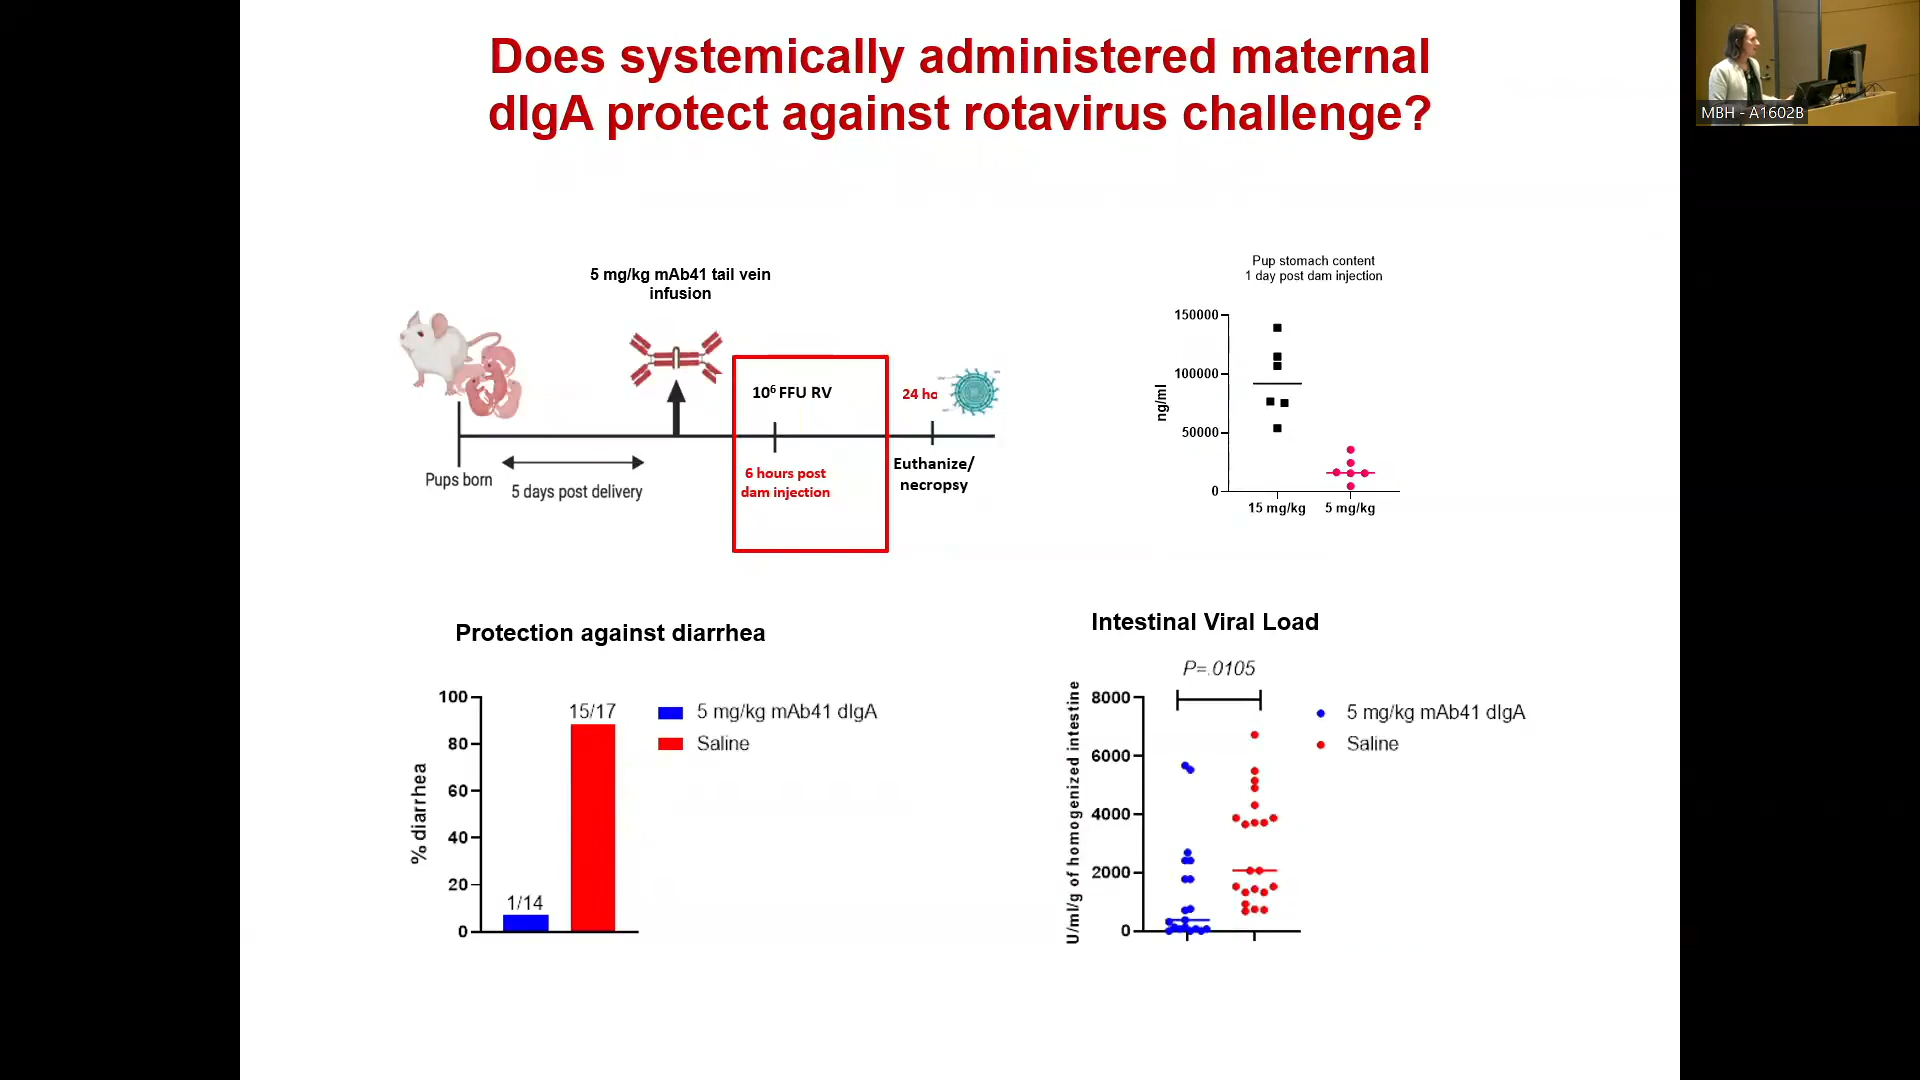 Does systemically administered maternal
dIgA protect against rotavirus challenge?
MBH - A1602B
5 mg/kg mAb41 tail vein
infusion
10⁶ FFU RV
24 ho
6 hours post
dam injection
Euthanize/
necropsy
Pups born
5 days post delivery
Pup stomach content
1 day post dam injection
ng/ml
150000
100000
50000
0
15 mg/kg
5 mg/kg
Protection against diarrhea
% diarrhea
100
80
60
40
20
0
1/14
15/17
5 mg/kg mAb41 dIgA
Saline
Intestinal Viral Load
P=.0105
U/ml/g of homogenized intestine
8000
6000
4000
2000
0
5 mg/kg mAb41 dIgA
Saline